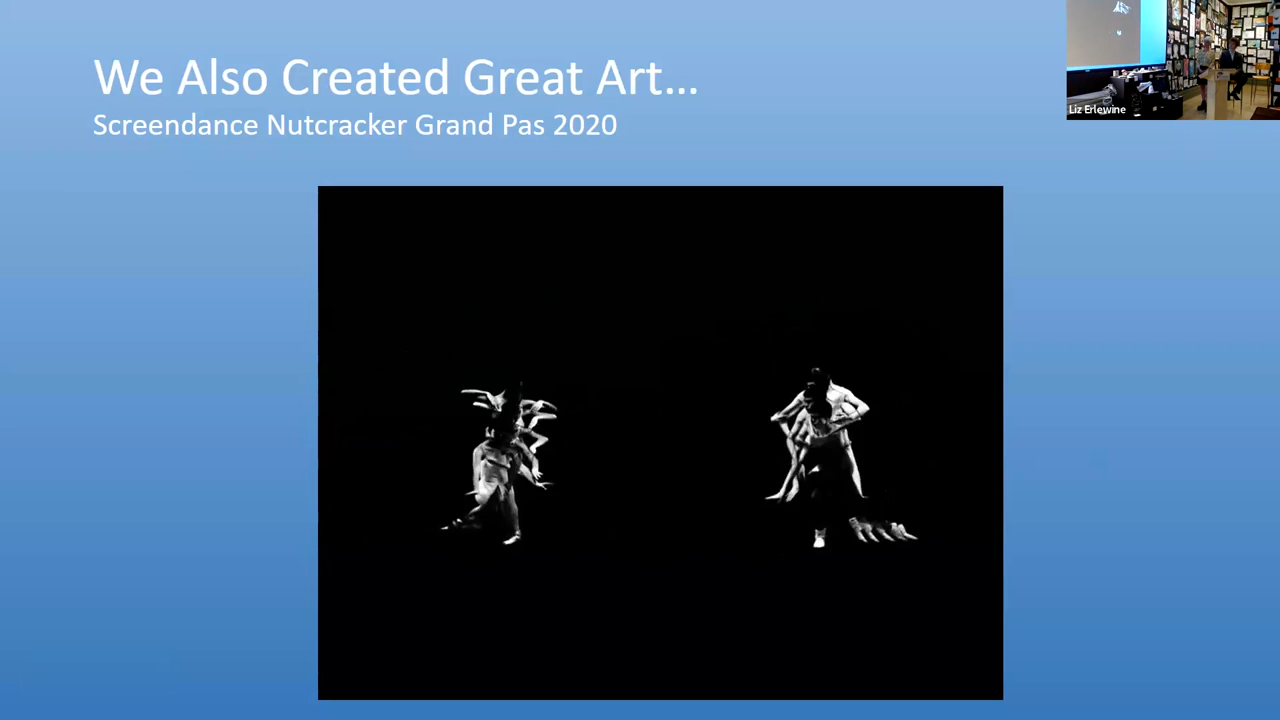 We Also Created Great Art...
Screendance Nutcracker Grand Pas 2020
Liz Erlewine